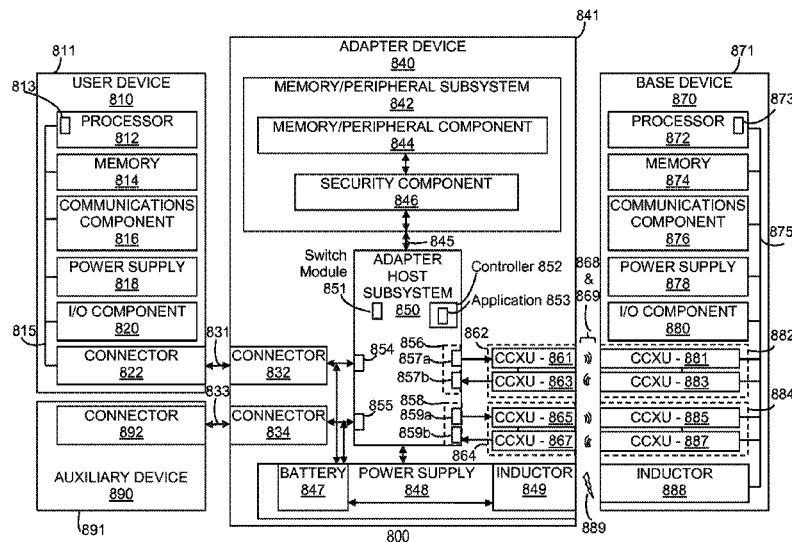 841
811
871
ADAPTER DEVICE
840
USER DEVICE
810
813
PROCESSOR
812
MEMORY
814
COMMUNICATIONS
COMPONENT
816
POWER SUPPLY
818
I/O COMPONENT
820
815
CONNECTOR
822
831
833
CONNECTOR
892
AUXILIARY DEVICE
890
891
MEMORY/PERIPHERAL SUBSYSTEM
842
MEMORY/PERIPHERAL COMPONENT
844
SECURITY COMPONENT
846
845
Switch
Module
851
ADAPTER
HOST
SUBSYSTEM
850
Controller 852
Application 853
868
&
869
862
856
857a
857b
858
859a
859b
864
854
855
CONNECTOR
832
CONNECTOR
834
CCXU - 861
CCXU - 863
CCXU - 865
CCXU - 867
BATTERY
847
POWER SUPPLY
848
INDUCTOR
849
889
800
BASE DEVICE
870
873
PROCESSOR
872
MEMORY
874
COMMUNICATIONS
COMPONENT
876
875
POWER SUPPLY
878
I/O COMPONENT
880
882
CCXU - 881
CCXU - 883
884
CCXU - 885
CCXU - 887
INDUCTOR
888